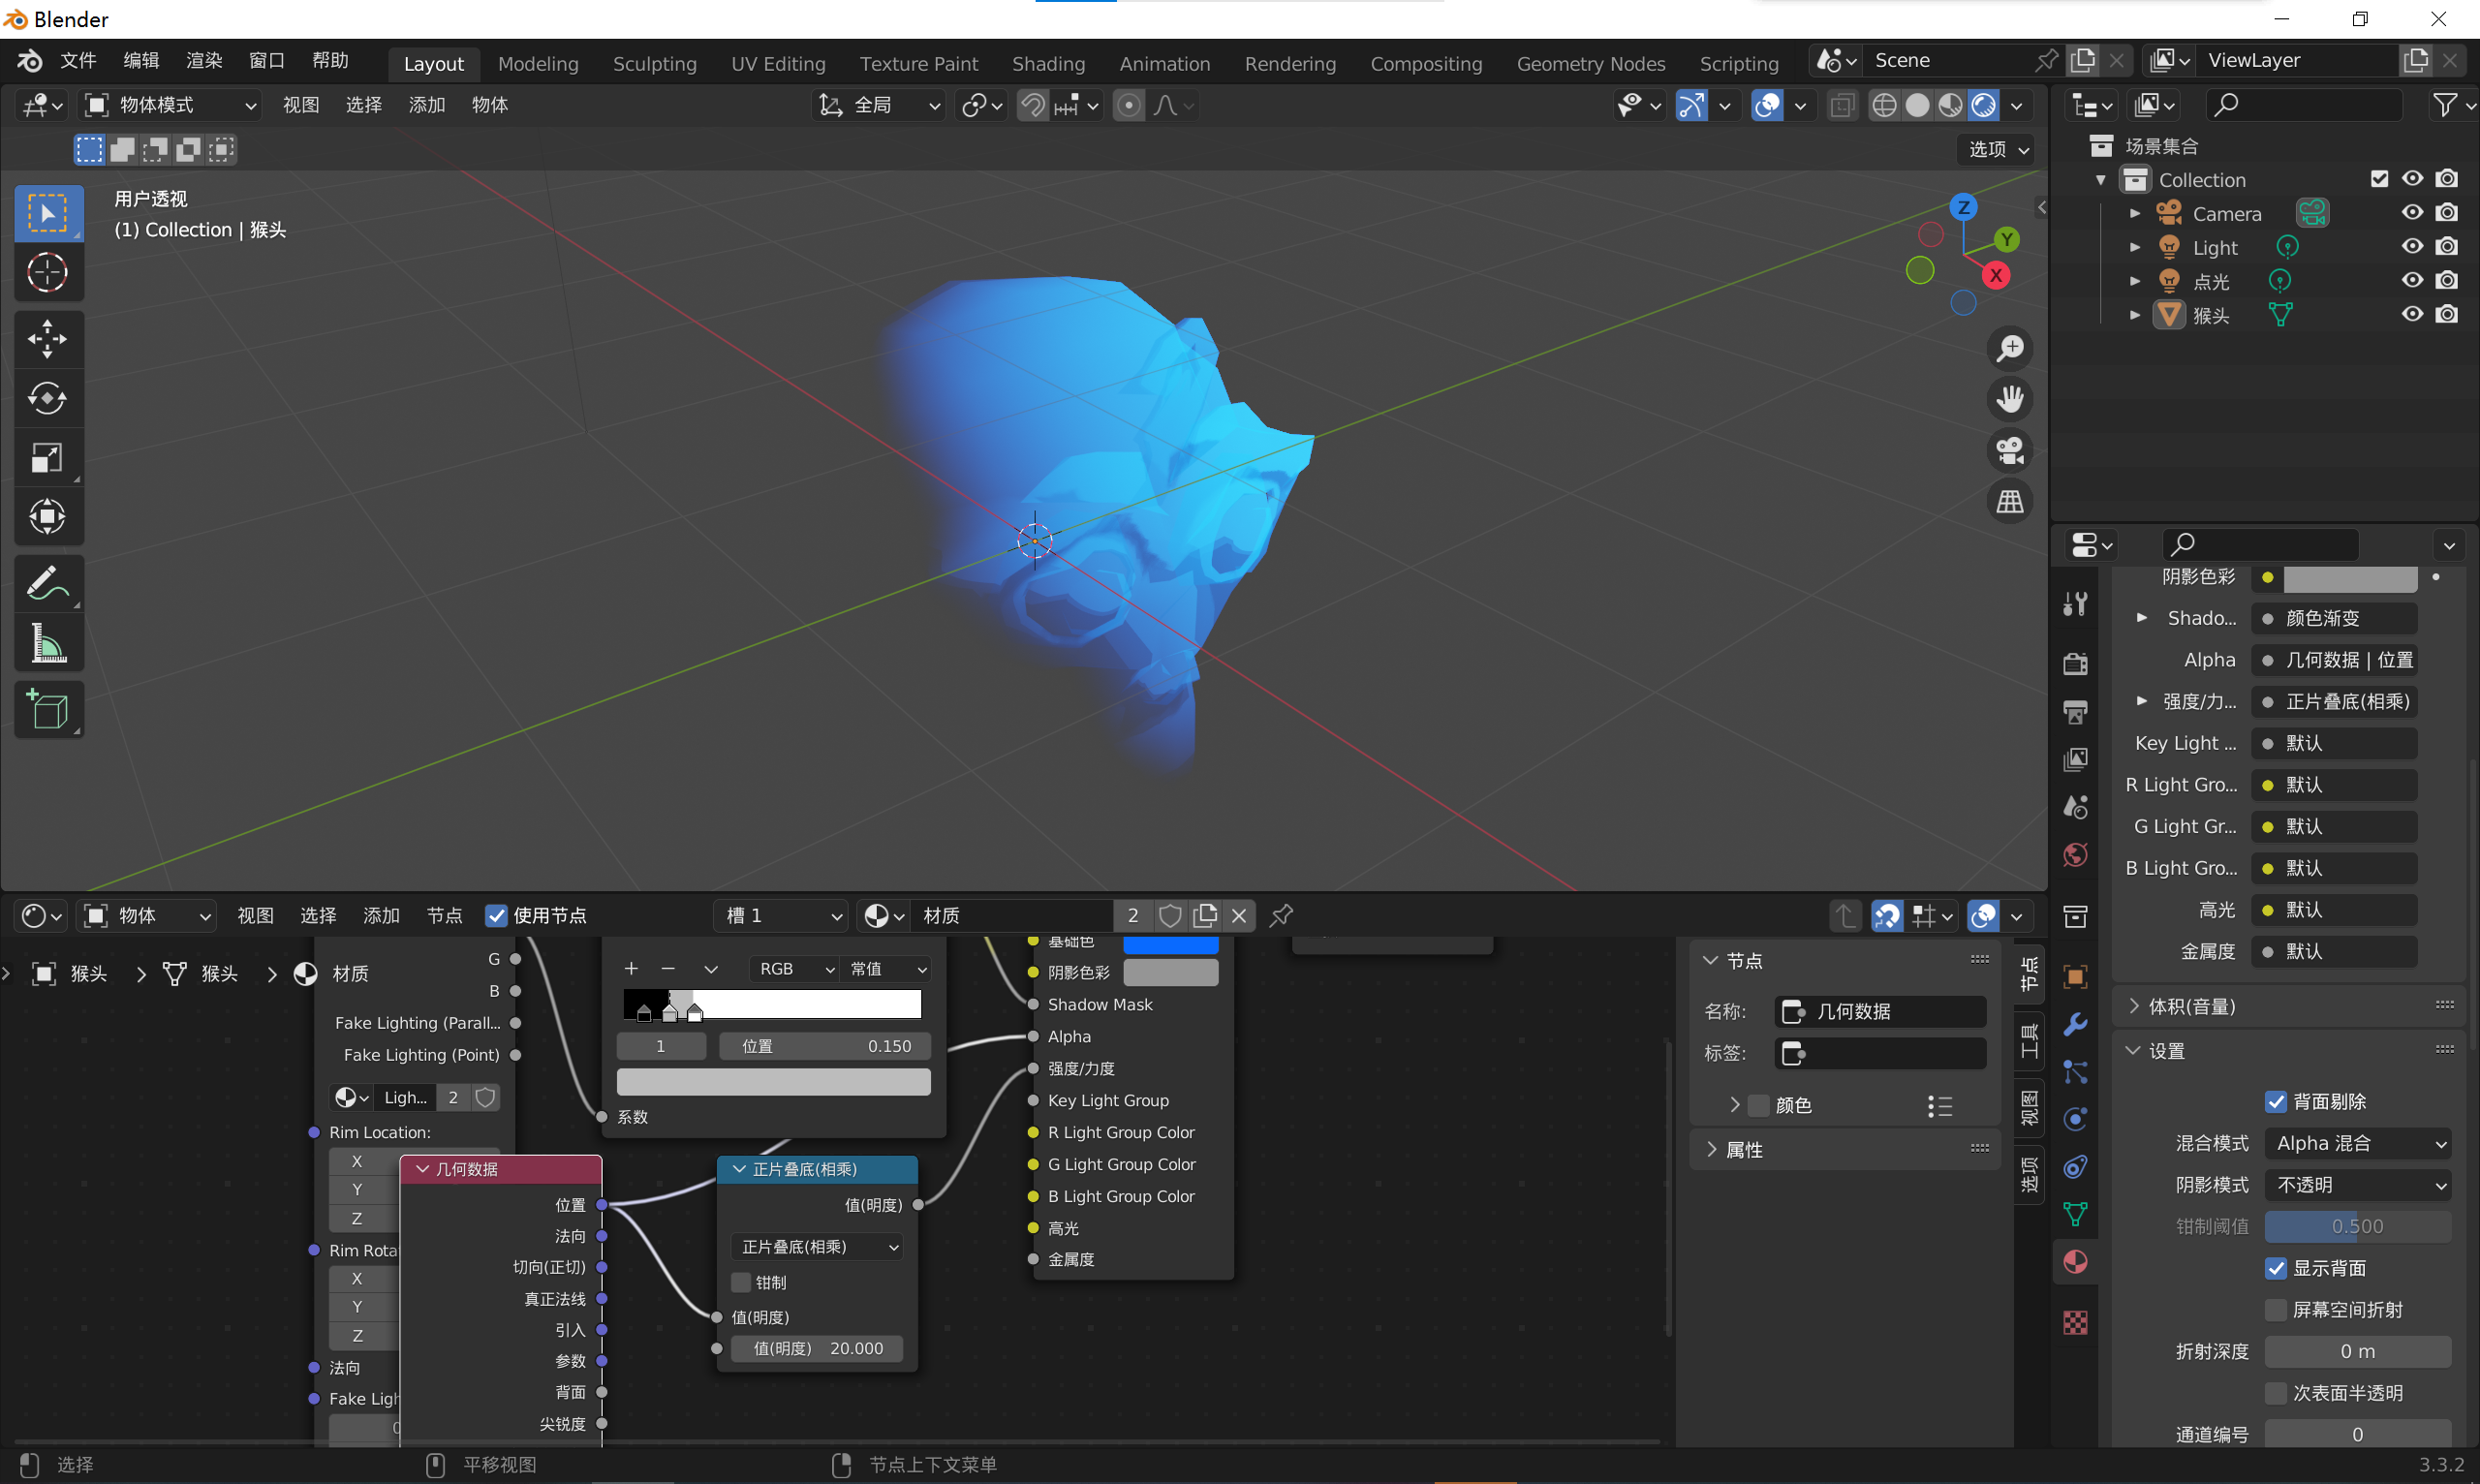 Blender
文件 编辑 渲染 窗口 帮助 Layout Modeling Sculpting UV Editing Texture Paint Shading Animation Rendering Compositing Geometry Nodes Scripting Scene ViewLayer
物体模式 视图 选择 添加 物体 全局
选项
用户透视
(1) Collection | 猴头
Z
Y
X
场景集合
Collection
Camera
Light
点光
猴头
阴影色彩
Shado... 颜色渐变
Alpha 几何数据 | 位置
强度/力... 正片叠底(相乘)
Key Light ... 默认
R Light Gro... 默认
G Light Gr... 默认
B Light Gro... 默认
高光 默认
金属度 默认
体积(音量)
设置
背面剔除
混合模式 Alpha 混合
阴影模式 不透明
钳制阈值 0.500
显示背面
屏幕空间折射
折射深度 0 m
次表面半透明
通道编号 0
物体 视图 选择 添加 节点 使用节点 槽 1 材质 2
猴头 猴头 材质
G
B
Fake Lighting (Parall...
Fake Lighting (Point)
Ligh... 2
Rim Location:
X
Y
Z
Rim Rota
X
Y
Z
法向
Fake Ligh
RGB 常值
1 位置 0.150
系数
几何数据
位置
法向
切向(正切)
真正法线
引入
参数
背面
尖锐度
正片叠底(相乘)
值(明度)
正片叠底(相乘)
钳制
值(明度)
值(明度) 20.000
基础色
阴影色彩
Shadow Mask
Alpha
强度/力度
Key Light Group
R Light Group Color
G Light Group Color
B Light Group Color
高光
金属度
节点
名称: 几何数据
标签:
颜色
属性
节点
工具
视图
选项
选择 平移视图 节点上下文菜单 3.3.2